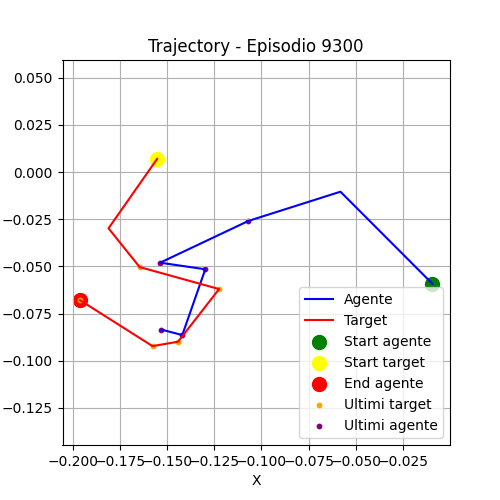 Trajectory - Episodio 9300
0.050
0.025
0.000
−0.025
−0.050
−0.075
−0.100
−0.125
Agente
Target
Start agente
Start target
End agente
Ultimi target
Ultimi agente
−0.200 −0.175 −0.150 −0.125 −0.100 −0.075 −0.050 −0.025
X